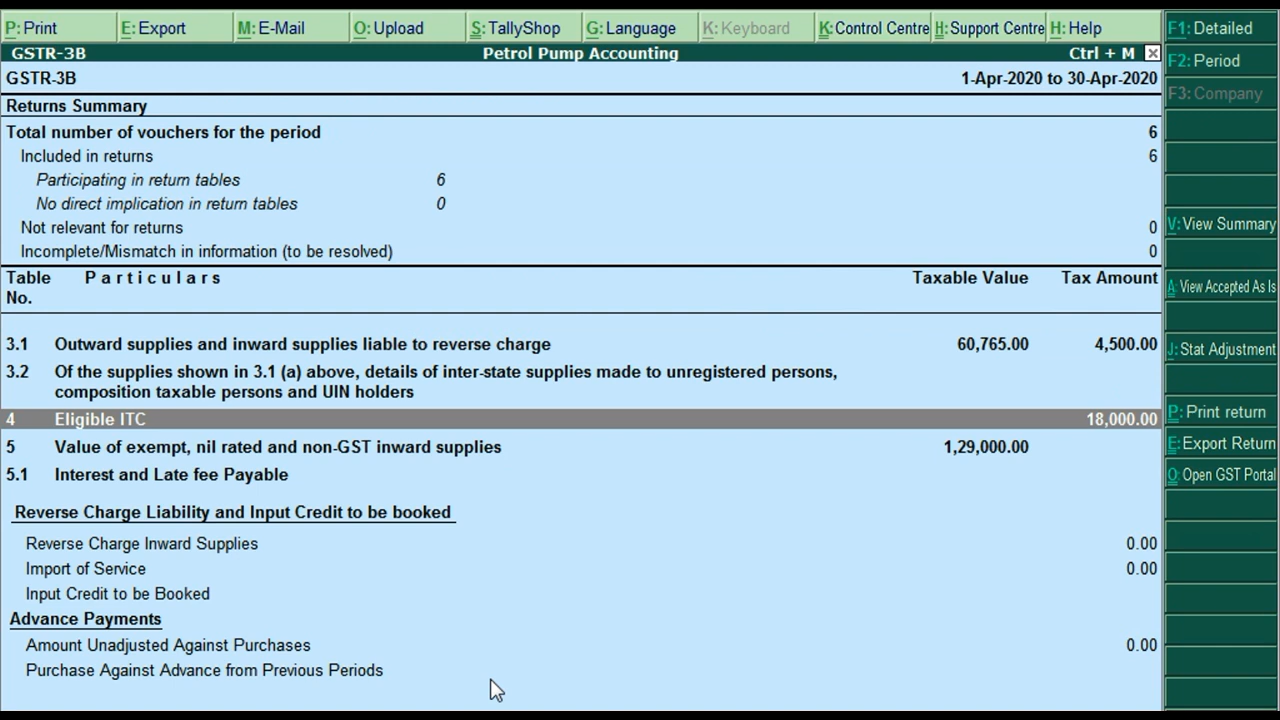 P: Print E: Export M: E-Mail O: Upload S: TallyShop G: Language K: Keyboard K: Control Centre H: Support Centre H: Help
GSTR-3B Petrol Pump Accounting Ctrl + M
GSTR-3B 1-Apr-2020 to 30-Apr-2020
Returns Summary
Total number of vouchers for the period 6
Included in returns 6
Participating in return tables 6
No direct implication in return tables 0
Not relevant for returns 0
Incomplete/Mismatch in information (to be resolved) 0
Table Particulars Taxable Value Tax Amount
No.
3.1 Outward supplies and inward supplies liable to reverse charge 60,765.00 4,500.00
3.2 Of the supplies shown in 3.1 (a) above, details of inter-state supplies made to unregistered persons,
composition taxable persons and UIN holders
4 Eligible ITC 18,000.00
5 Value of exempt, nil rated and non-GST inward supplies 1,29,000.00
5.1 Interest and Late fee Payable
Reverse Charge Liability and Input Credit to be booked
Reverse Charge Inward Supplies 0.00
Import of Service 0.00
Input Credit to be Booked
Advance Payments
Amount Unadjusted Against Purchases 0.00
Purchase Against Advance from Previous Periods
F1: Detailed
F2: Period
F3: Company
V: View Summary
A: View Accepted As Is
J: Stat Adjustment
P: Print return
E: Export Return
O: Open GST Portal